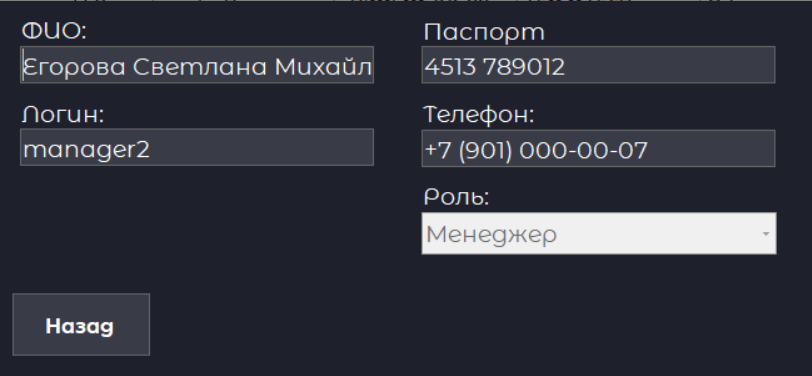 ФИО:
Егорова Светлана Михайл
Логин:
manager2
Паспорт
4513 789012
Телефон:
+7 (901) 000-00-07
Роль:
Менеджер
Назад